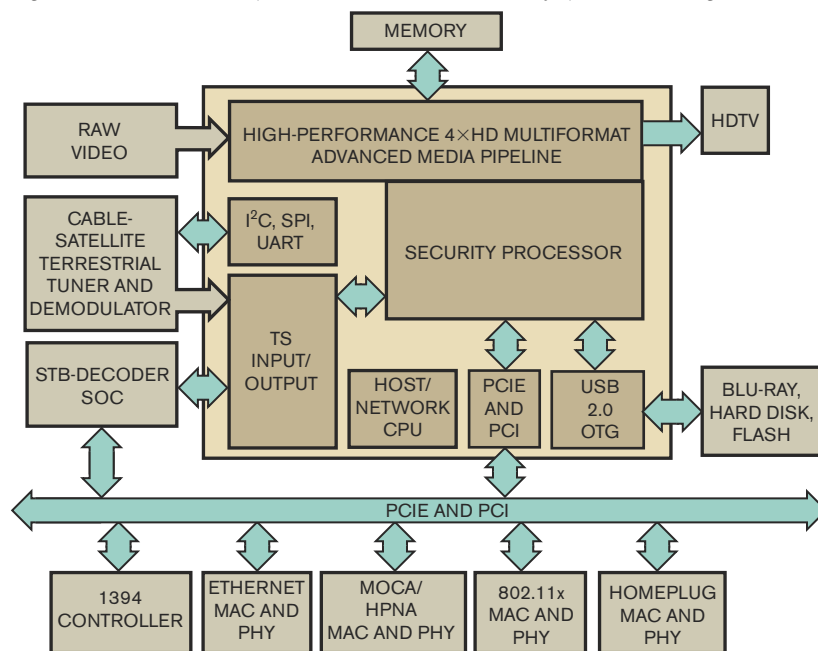 MEMORY
RAW
VIDEO
HIGH-PERFORMANCE 4×HD MULTIFORMAT
ADVANCED MEDIA PIPELINE
HDTV
CABLE-
SATELLITE
TERRESTRIAL
TUNER AND
DEMODULATOR
I²C, SPI,
UART
SECURITY PROCESSOR
TS
INPUT/
OUTPUT
STB-DECODER
SOC
HOST/
NETWORK
CPU
PCIE
AND
PCI
USB
2.0
OTG
BLU-RAY,
HARD DISK,
FLASH
PCIE AND PCI
1394
CONTROLLER
ETHERNET
MAC AND
PHY
MOCA/
HPNA
MAC AND PHY
802.11x
MAC AND
PHY
HOMEPLUG
MAC AND
PHY